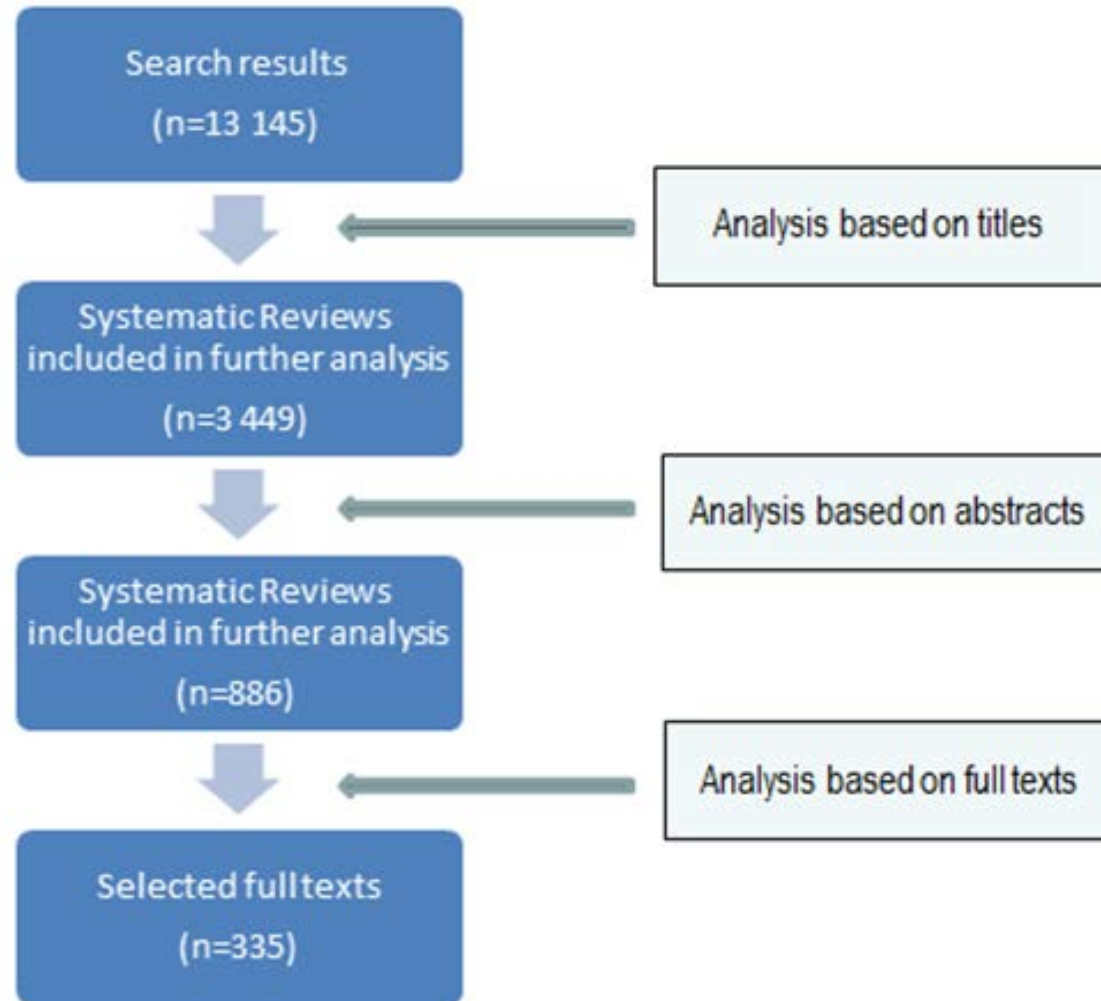 Search results
(n=13 145)
Analysis based on titles
Systematic Reviews
included in further analysis
(n=3 449)
Analysis based on abstracts
Systematic Reviews
included in further analysis
(n=886)
Analysis based on full texts
Selected full texts
(n=335)